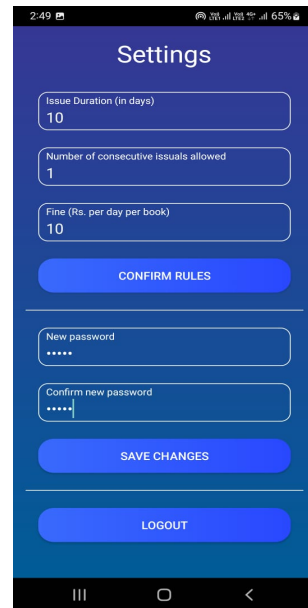 2:49 65%
Settings
Issue Duration (in days)
10
Number of consecutive issuals allowed
1
Fine (Rs. per day per book)
10
CONFIRM RULES
New password
•••••
Confirm new password
•••••
SAVE CHANGES
LOGOUT